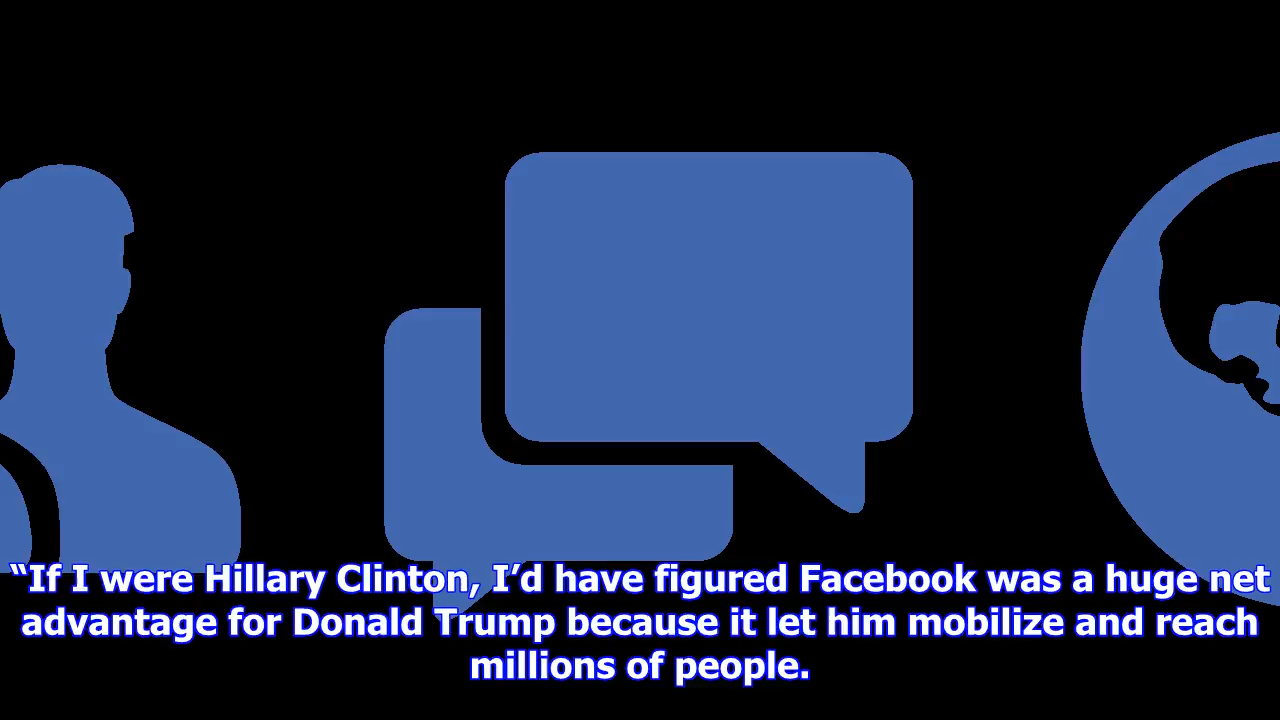 “If I were Hillary Clinton, I’d have figured Facebook was a huge net
advantage for Donald Trump because it let him mobilize and reach
millions of people.